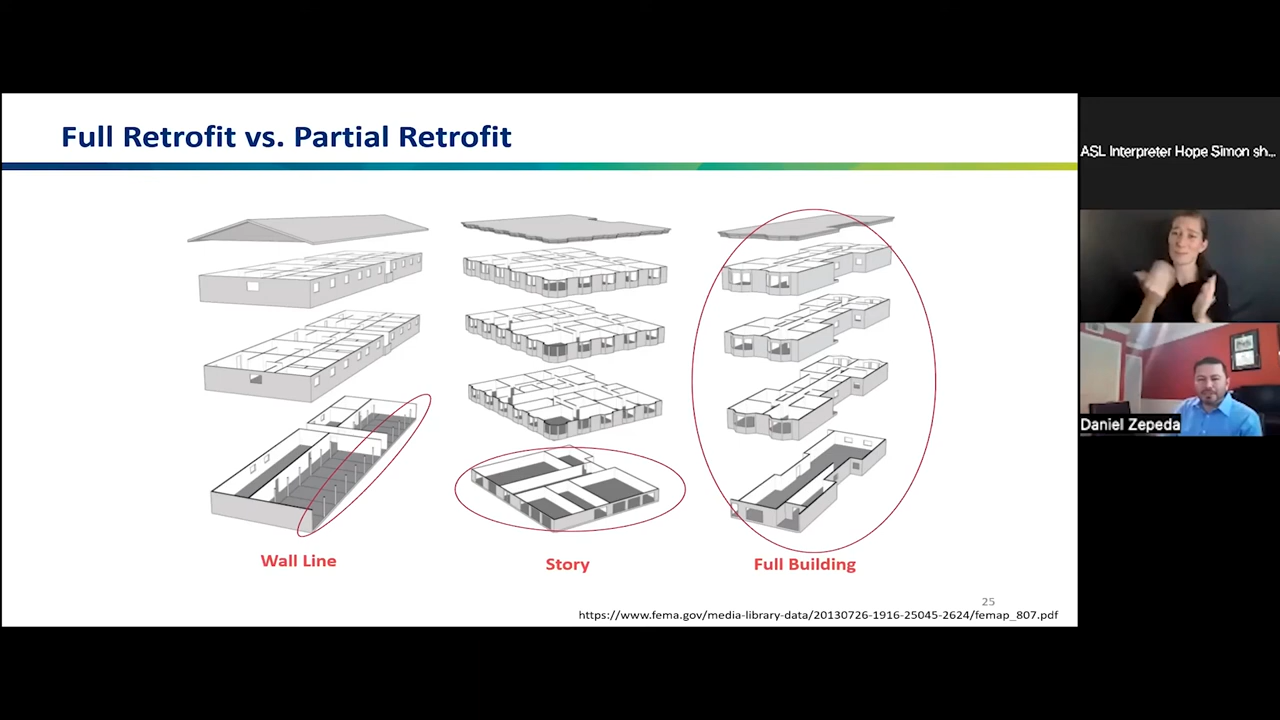 Full Retrofit vs. Partial Retrofit
Wall Line
Story
Full Building
25
https://www.fema.gov/media-library-data/20130726-1916-25045-2624/femap_807.pdf
ASL Interpreter Hope Simon sh...
Daniel Zepeda